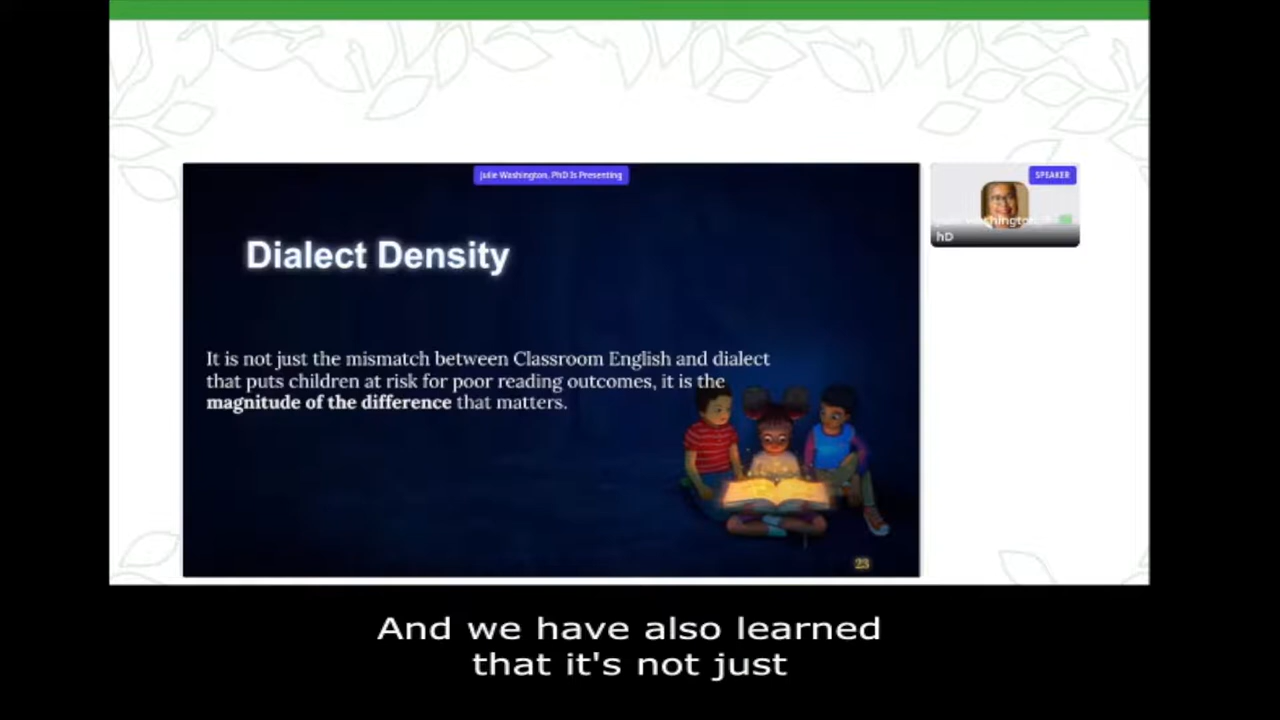 Julie Washington, PhD Is Presenting
SPEAKER
hD
Dialect Density
It is not just the mismatch between Classroom English and dialect
that puts children at risk for poor reading outcomes, it is the
magnitude of the difference that matters.
23
And we have also learned
that it's not just